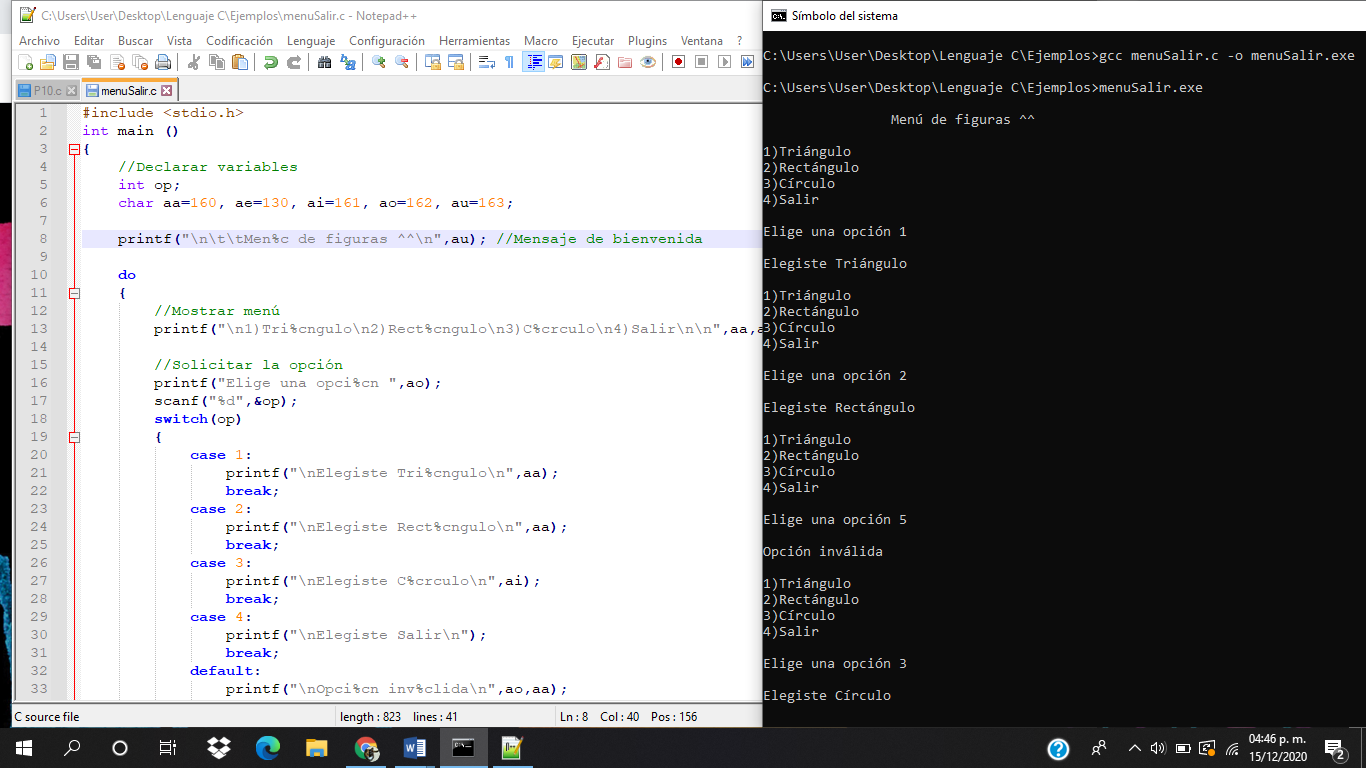 C:\Users\User\Desktop\Lenguaje C\Ejemplos\menuSalir.c - Notepad++
Archivo Editar Buscar Vista Codificación Lenguaje Configuración Herramientas Macro Ejecutar Plugins Ventana ?
P10.c menuSalir.c
1 #include <stdio.h>
2 int main ()
3 {
4 //Declarar variables
5 int op;
6 char aa=160, ae=130, ai=161, ao=162, au=163;
7
8 printf("\n\t\tMen%c de figuras ^^\n",au); //Mensaje de bienvenida
9
10 do
11 {
12 //Mostrar menú
13 printf("\n1)Tri%cngulo\n2)Rect%cngulo\n3)C%crculo\n4)Salir\n\n",aa,a
14
15 //Solicitar la opción
16 printf("Elige una opci%cn ",ao);
17 scanf("%d",&op);
18 switch(op)
19 {
20 case 1:
21 printf("\nElegiste Tri%cngulo\n",aa);
22 break;
23 case 2:
24 printf("\nElegiste Rect%cngulo\n",aa);
25 break;
26 case 3:
27 printf("\nElegiste C%crculo\n",ai);
28 break;
29 case 4:
30 printf("\nElegiste Salir\n");
31 break;
32 default:
33 printf("\nOpci%cn inv%clida\n",ao,aa);
C source file length : 823 lines : 41 Ln : 8 Col : 40 Pos : 156
Símbolo del sistema
C:\Users\User\Desktop\Lenguaje C\Ejemplos>gcc menuSalir.c -o menuSalir.exe
C:\Users\User\Desktop\Lenguaje C\Ejemplos>menuSalir.exe
Menú de figuras ^^
1)Triángulo
2)Rectángulo
3)Círculo
4)Salir
Elige una opción 1
Elegiste Triángulo
1)Triángulo
2)Rectángulo
3)Círculo
4)Salir
Elige una opción 2
Elegiste Rectángulo
1)Triángulo
2)Rectángulo
3)Círculo
4)Salir
Elige una opción 5
Opción inválida
1)Triángulo
2)Rectángulo
3)Círculo
4)Salir
Elige una opción 3
Elegiste Círculo
04:46 p. m.
15/12/2020
2